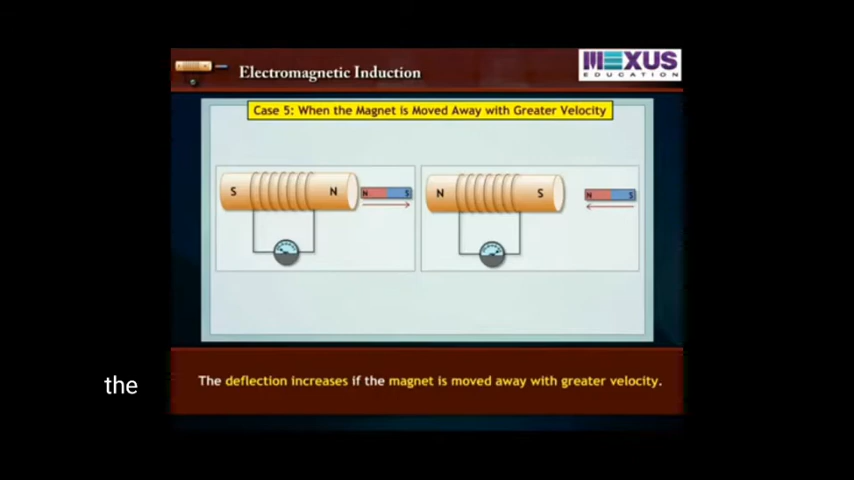 Electromagnetic Induction
MEXUS
EDUCATION
Case 5: When the Magnet is Moved Away with Greater Velocity
S N N S
N S N S
The deflection increases if the magnet is moved away with greater velocity.
the